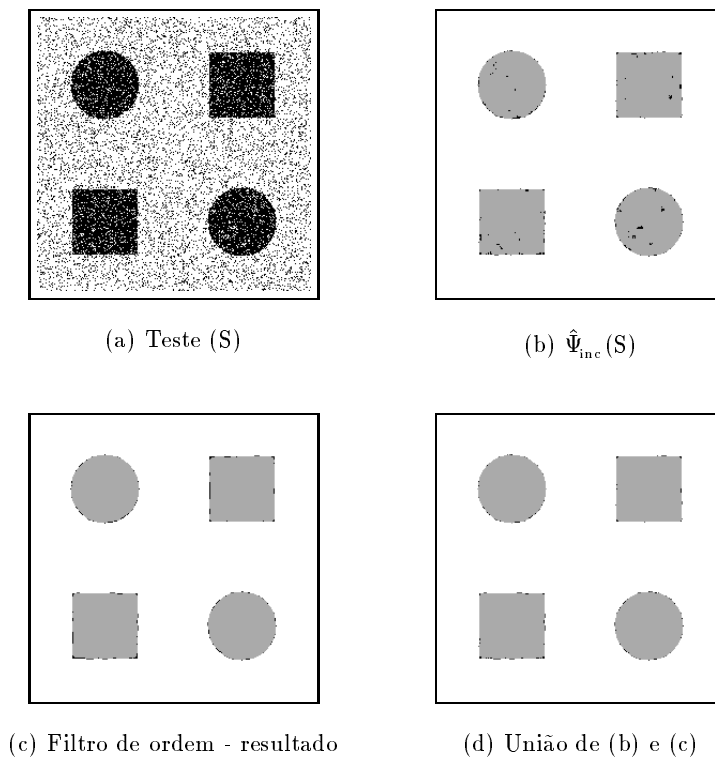 (a) Teste (S)
(b) Ψ̂inc(S)
(c) Filtro de ordem - resultado
(d) União de (b) e (c)